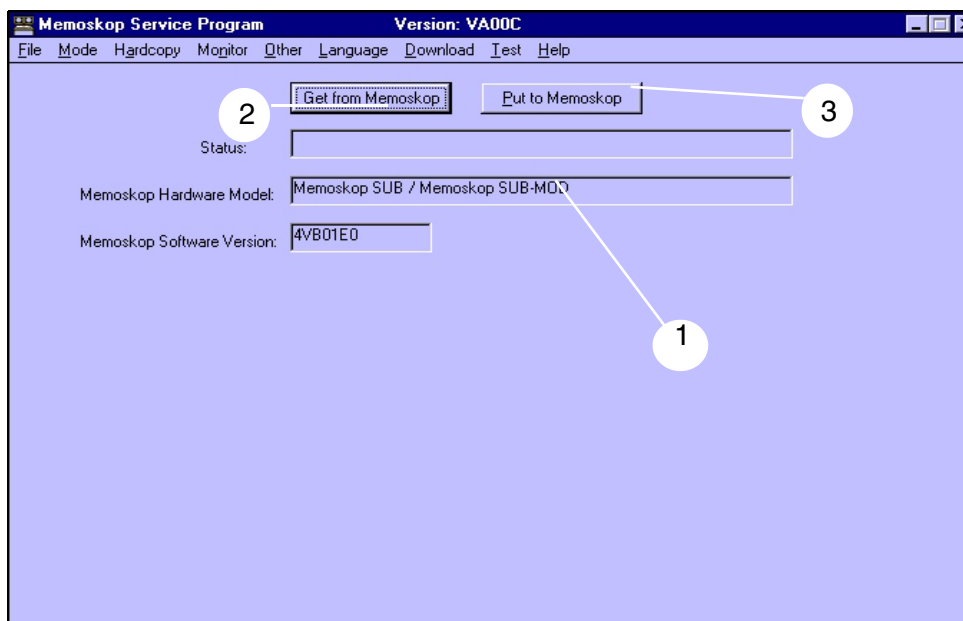 Memoskop Service Program Version: VA00C
File Mode Hardcopy Monitor Other Language Download Test Help
Get from Memoskop Put to Memoskop
2
3
Status:
Memoskop Hardware Model: Memoskop SUB / Memoskop SUB-MOD
Memoskop Software Version: 4VB01E0
1